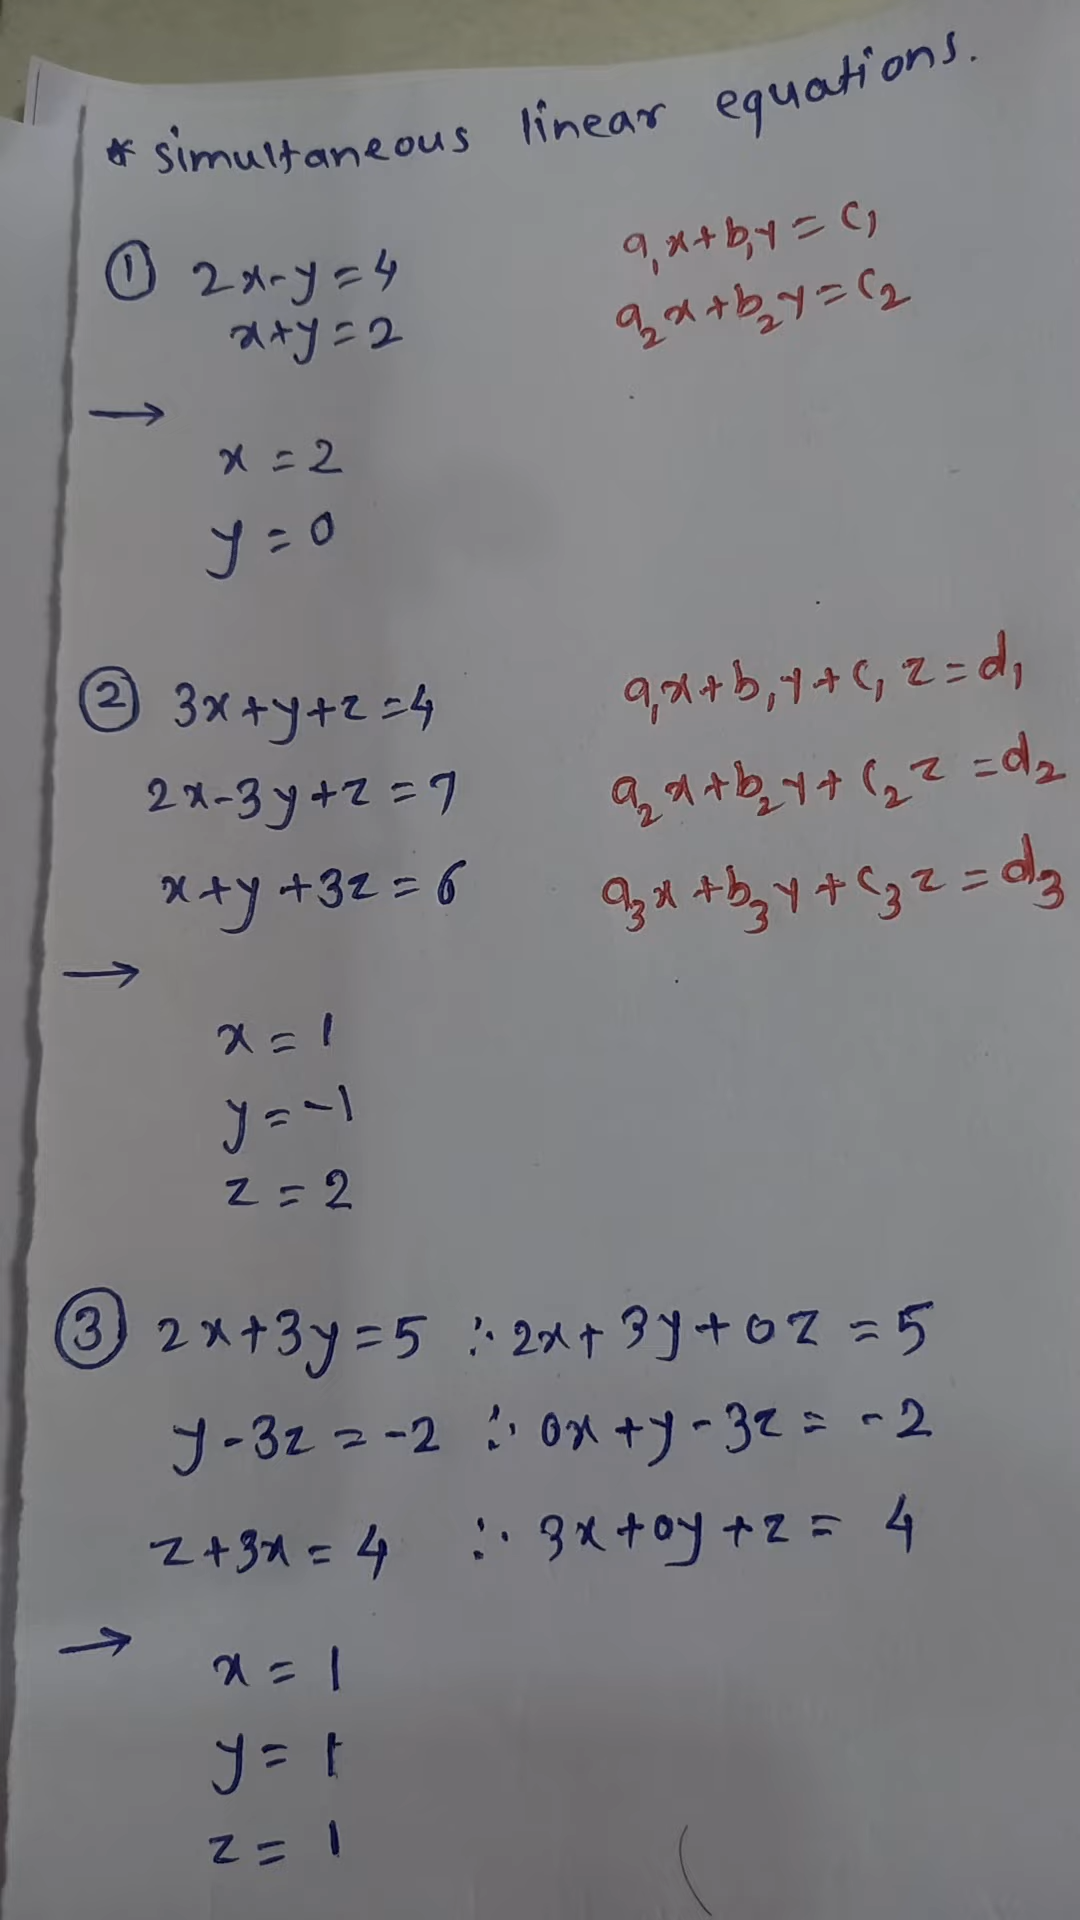 * simultaneous linear equations.
① 2x-y=4 a₁x+b₁y=c₁
x+y=2 a₂x+b₂y=c₂
→
x=2
y=0
② 3x+y+z=4 a₁x+b₁y+c₁z=d₁
2x-3y+z=7 a₂x+b₂y+c₂z=d₂
x+y+3z=6 a₃x+b₃y+c₃z=d₃
→
x=1
y=-1
z=2
③ 2x+3y=5 ∴2x+3y+0z=5
y-3z=-2 ∴0x+y-3z=-2
z+3x=4 ∴3x+0y+z=4
→
x=1
y=1
z=1